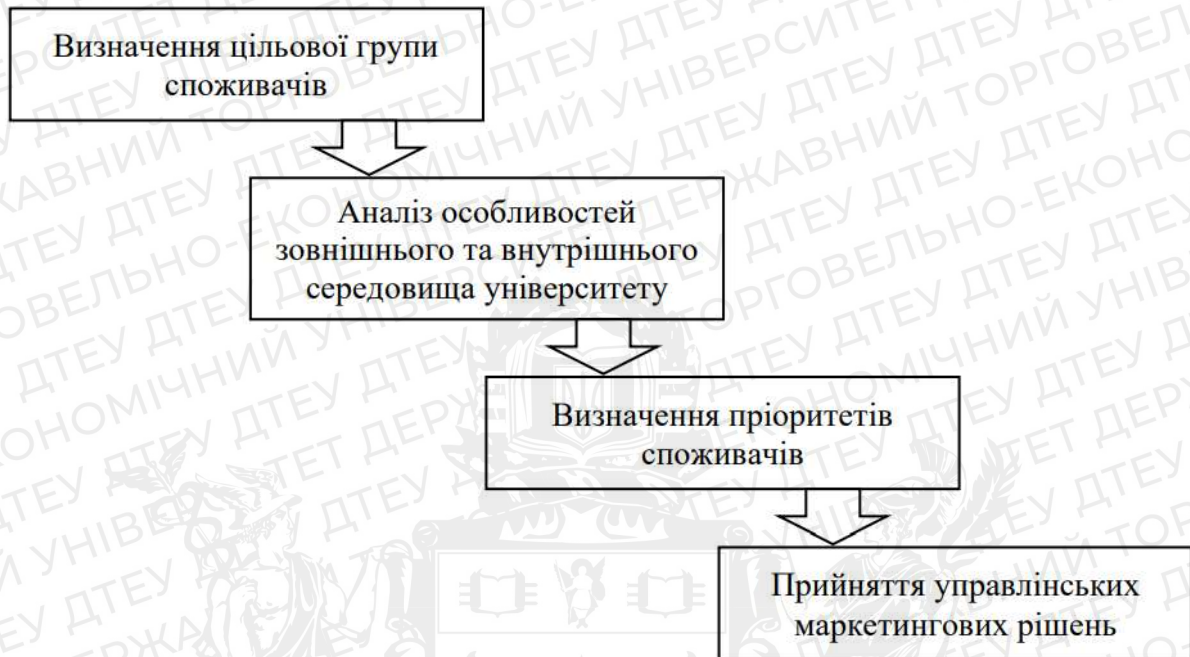 Визначення цільової групи
споживачів
Аналіз особливостей
зовнішнього та внутрішнього
середовища університету
Визначення пріоритетів
споживачів
Прийняття управлінських
маркетингових рішень